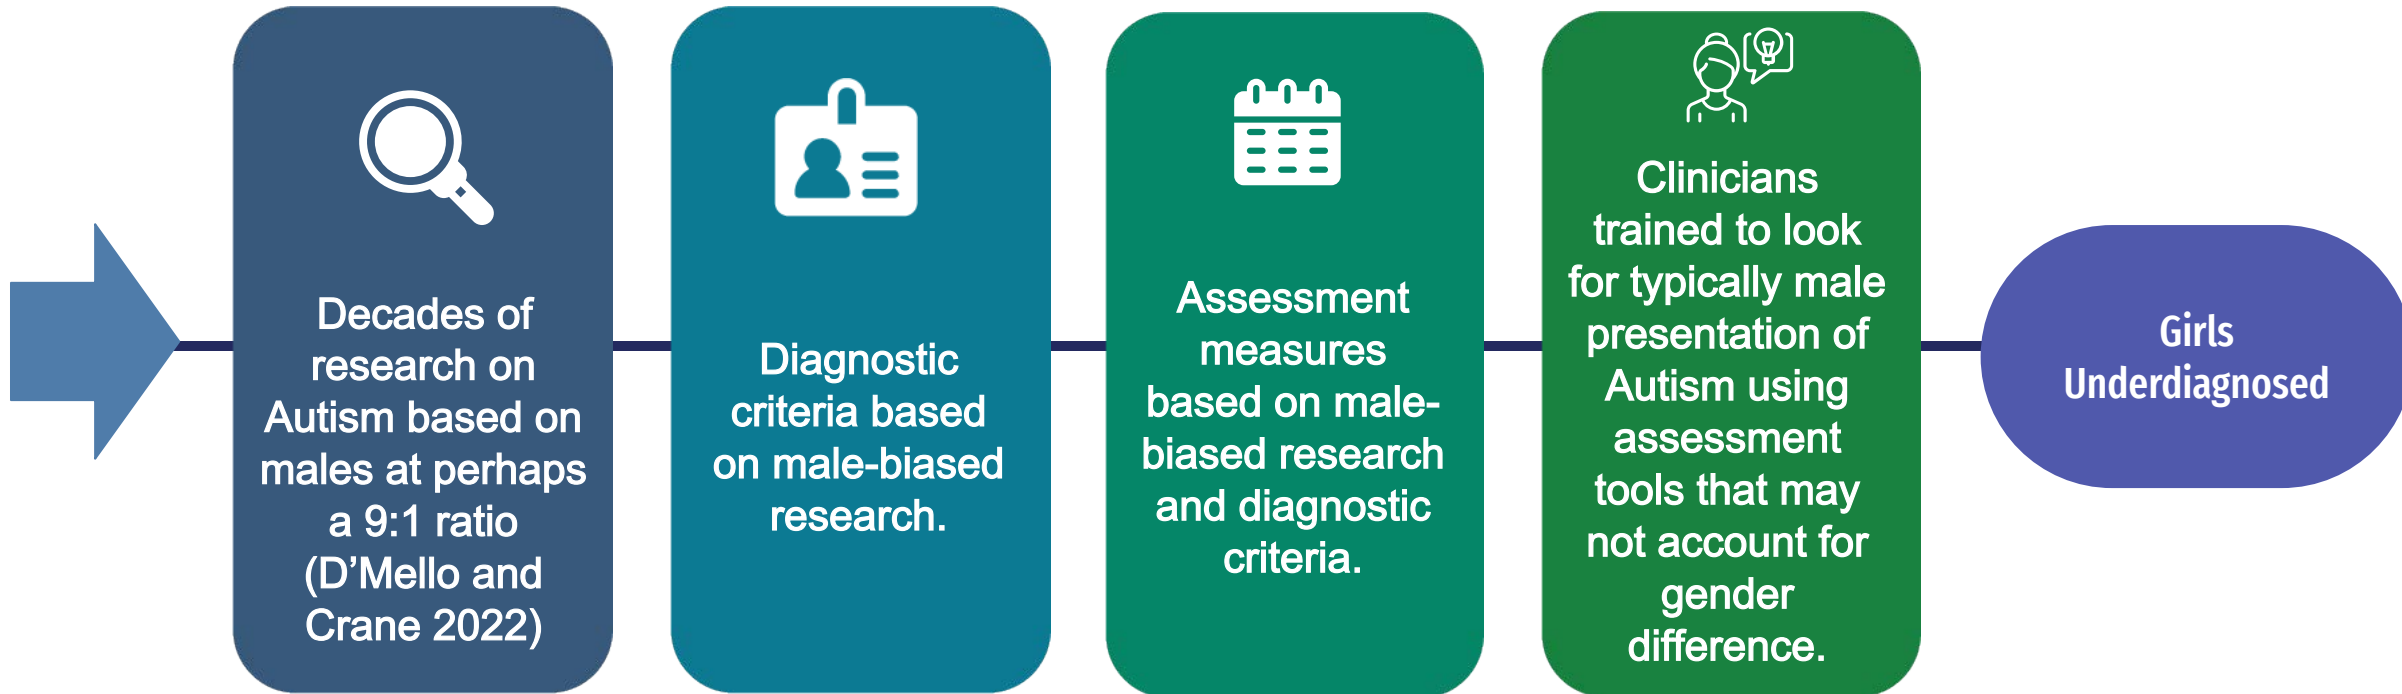 Decades of
research on
Autism based on
males at perhaps
a 9:1 ratio
(D’Mello and
Crane 2022)
Diagnostic
criteria based
on male-biased
research.
Assessment
measures
based on male-
biased research
and diagnostic
criteria.
Clinicians
trained to look
for typically male
presentation of
Autism using
assessment
tools that may
not account for
gender
difference.
Girls
Underdiagnosed